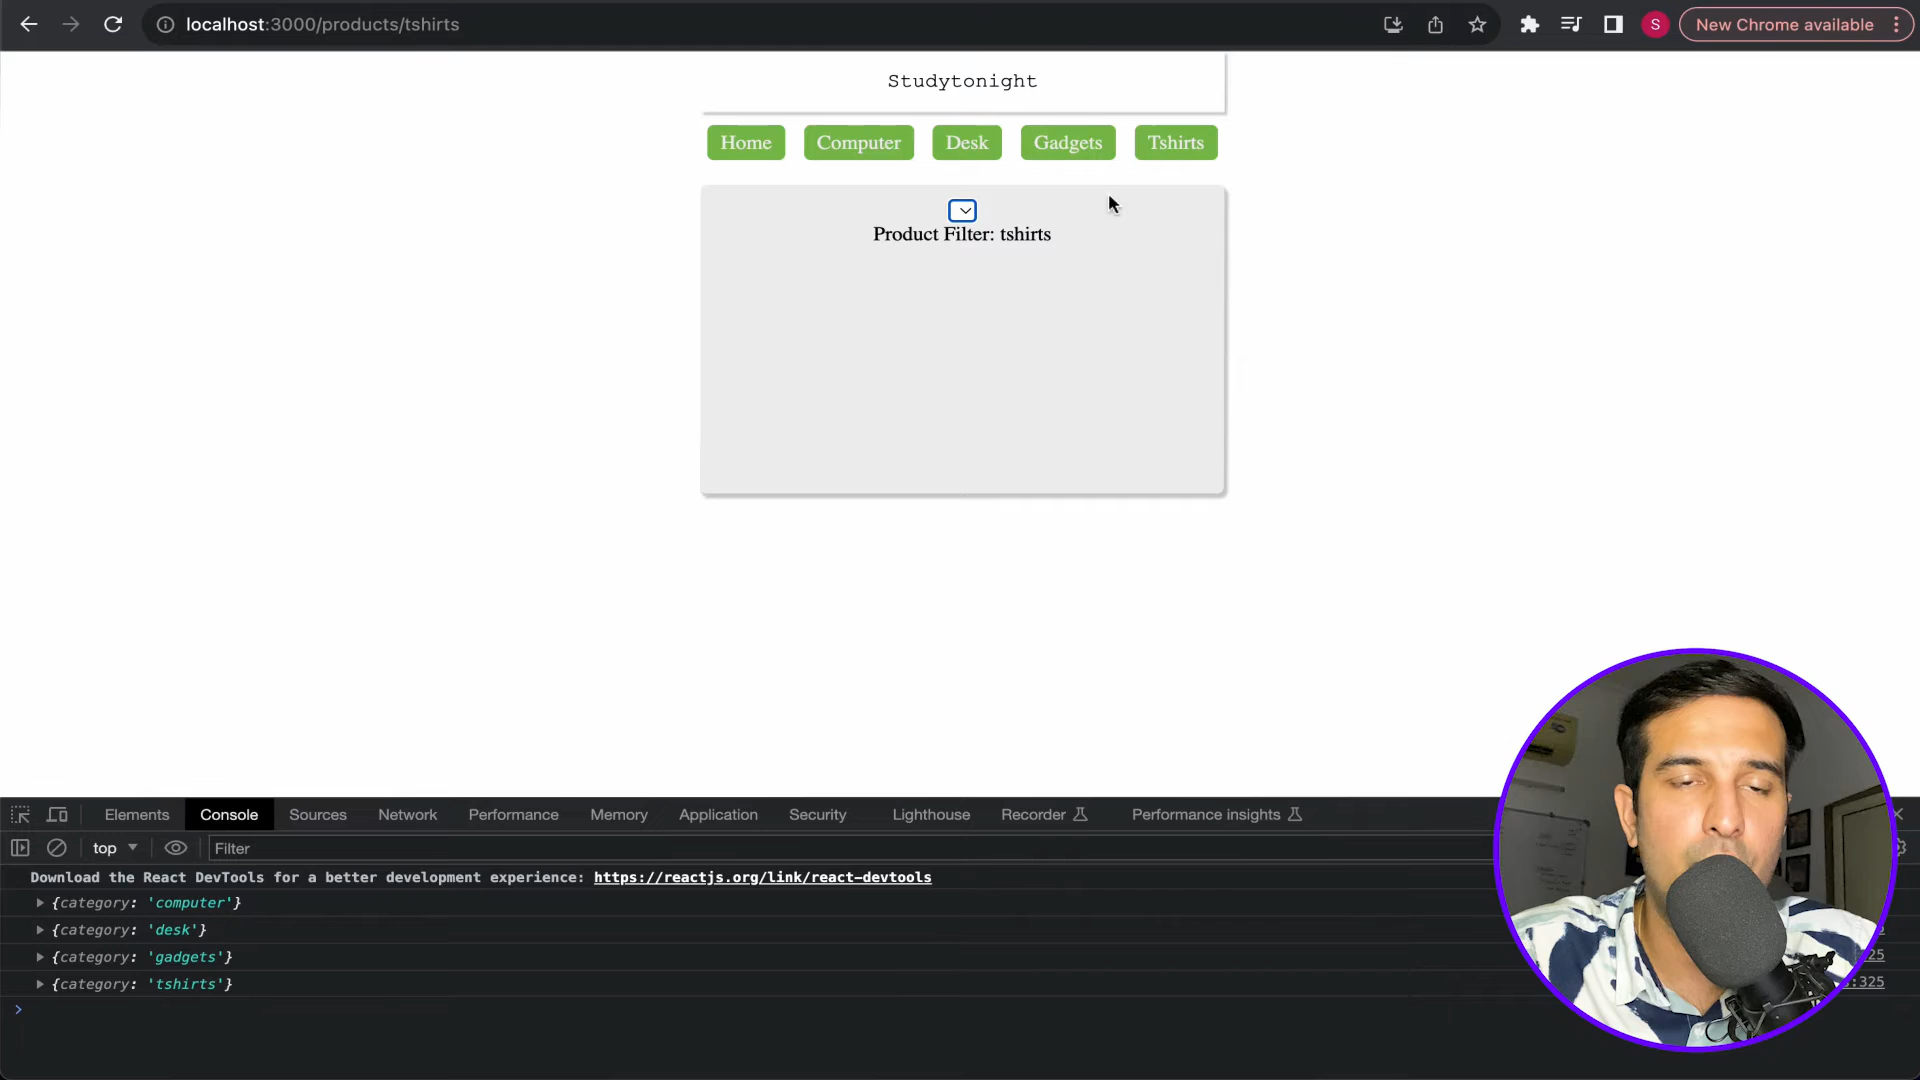 localhost:3000/products/tshirts
S
New Chrome available
Studytonight
Home Computer Desk Gadgets Tshirts
Product Filter: tshirts
Elements Console Sources Network Performance Memory Application Security Lighthouse Recorder Performance insights
top Filter
Download the React DevTools for a better development experience: https://reactjs.org/link/react-devtools
{category: 'computer'}
{category: 'desk'}
{category: 'gadgets'}
{category: 'tshirts'}